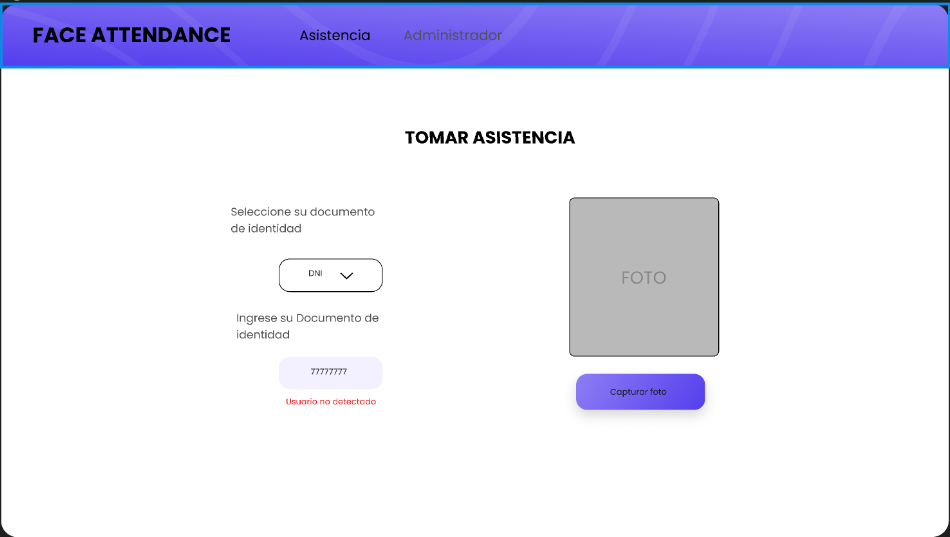 FACE ATTENDANCE
Asistencia
Administrador
TOMAR ASISTENCIA
Seleccione su documento
de identidad
DNI
Ingrese su Documento de
identidad
77777777
Usuario no detectado
FOTO
Capturar foto